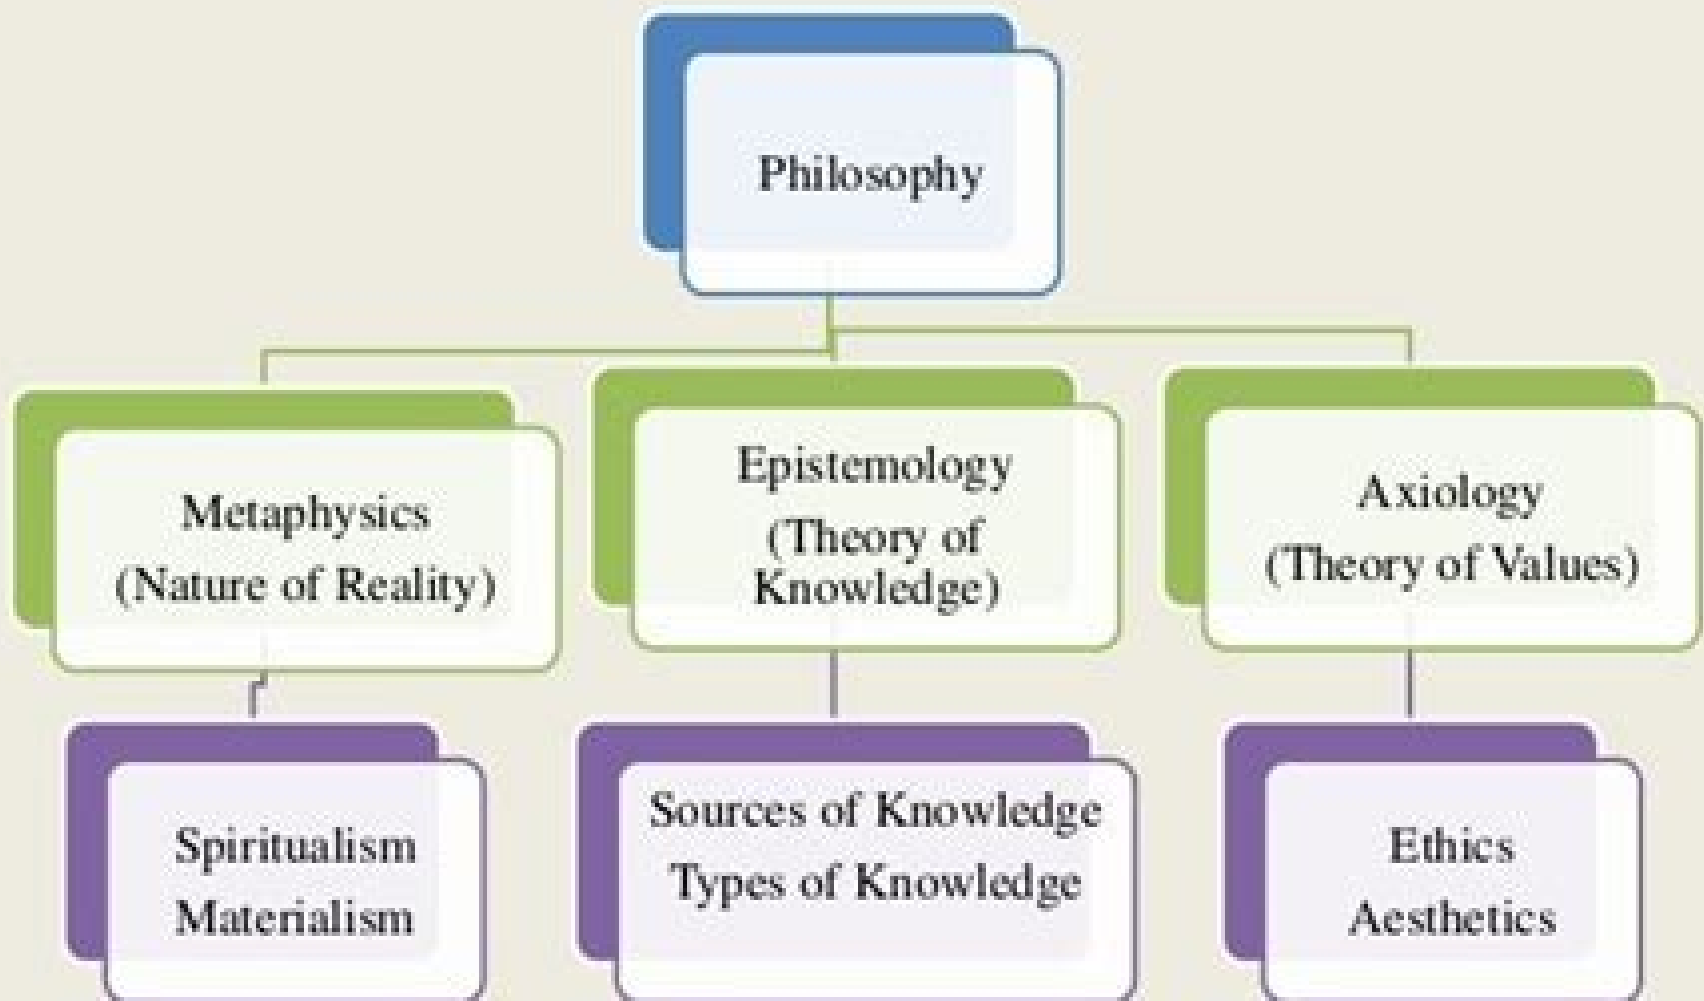 Philosophy
Metaphysics
(Nature of Reality)
Epistemology
(Theory of
Knowledge)
Axiology
(Theory of Values)
Spiritualism
Materialism
Sources of Knowledge
Types of Knowledge
Ethics
Aesthetics